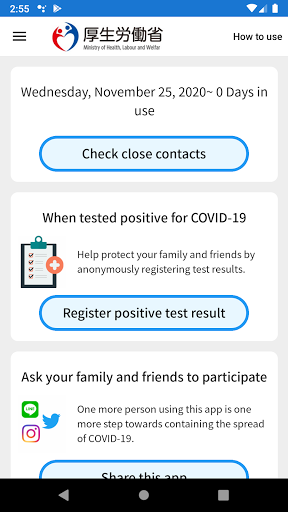 2:55
厚生労働省
Ministry of Health, Labour and Welfar
How to use
Wednesday, November 25, 2020~ 0 Days in
use
Check close contacts
When tested positive for COVID-19
Help protect your family and friends by
anonymously registering test results.
Register positive test result
Ask your family and friends to participate
LINE
One more person using this app is one
more step towards containing the spread
of COVID-19.
Share this app